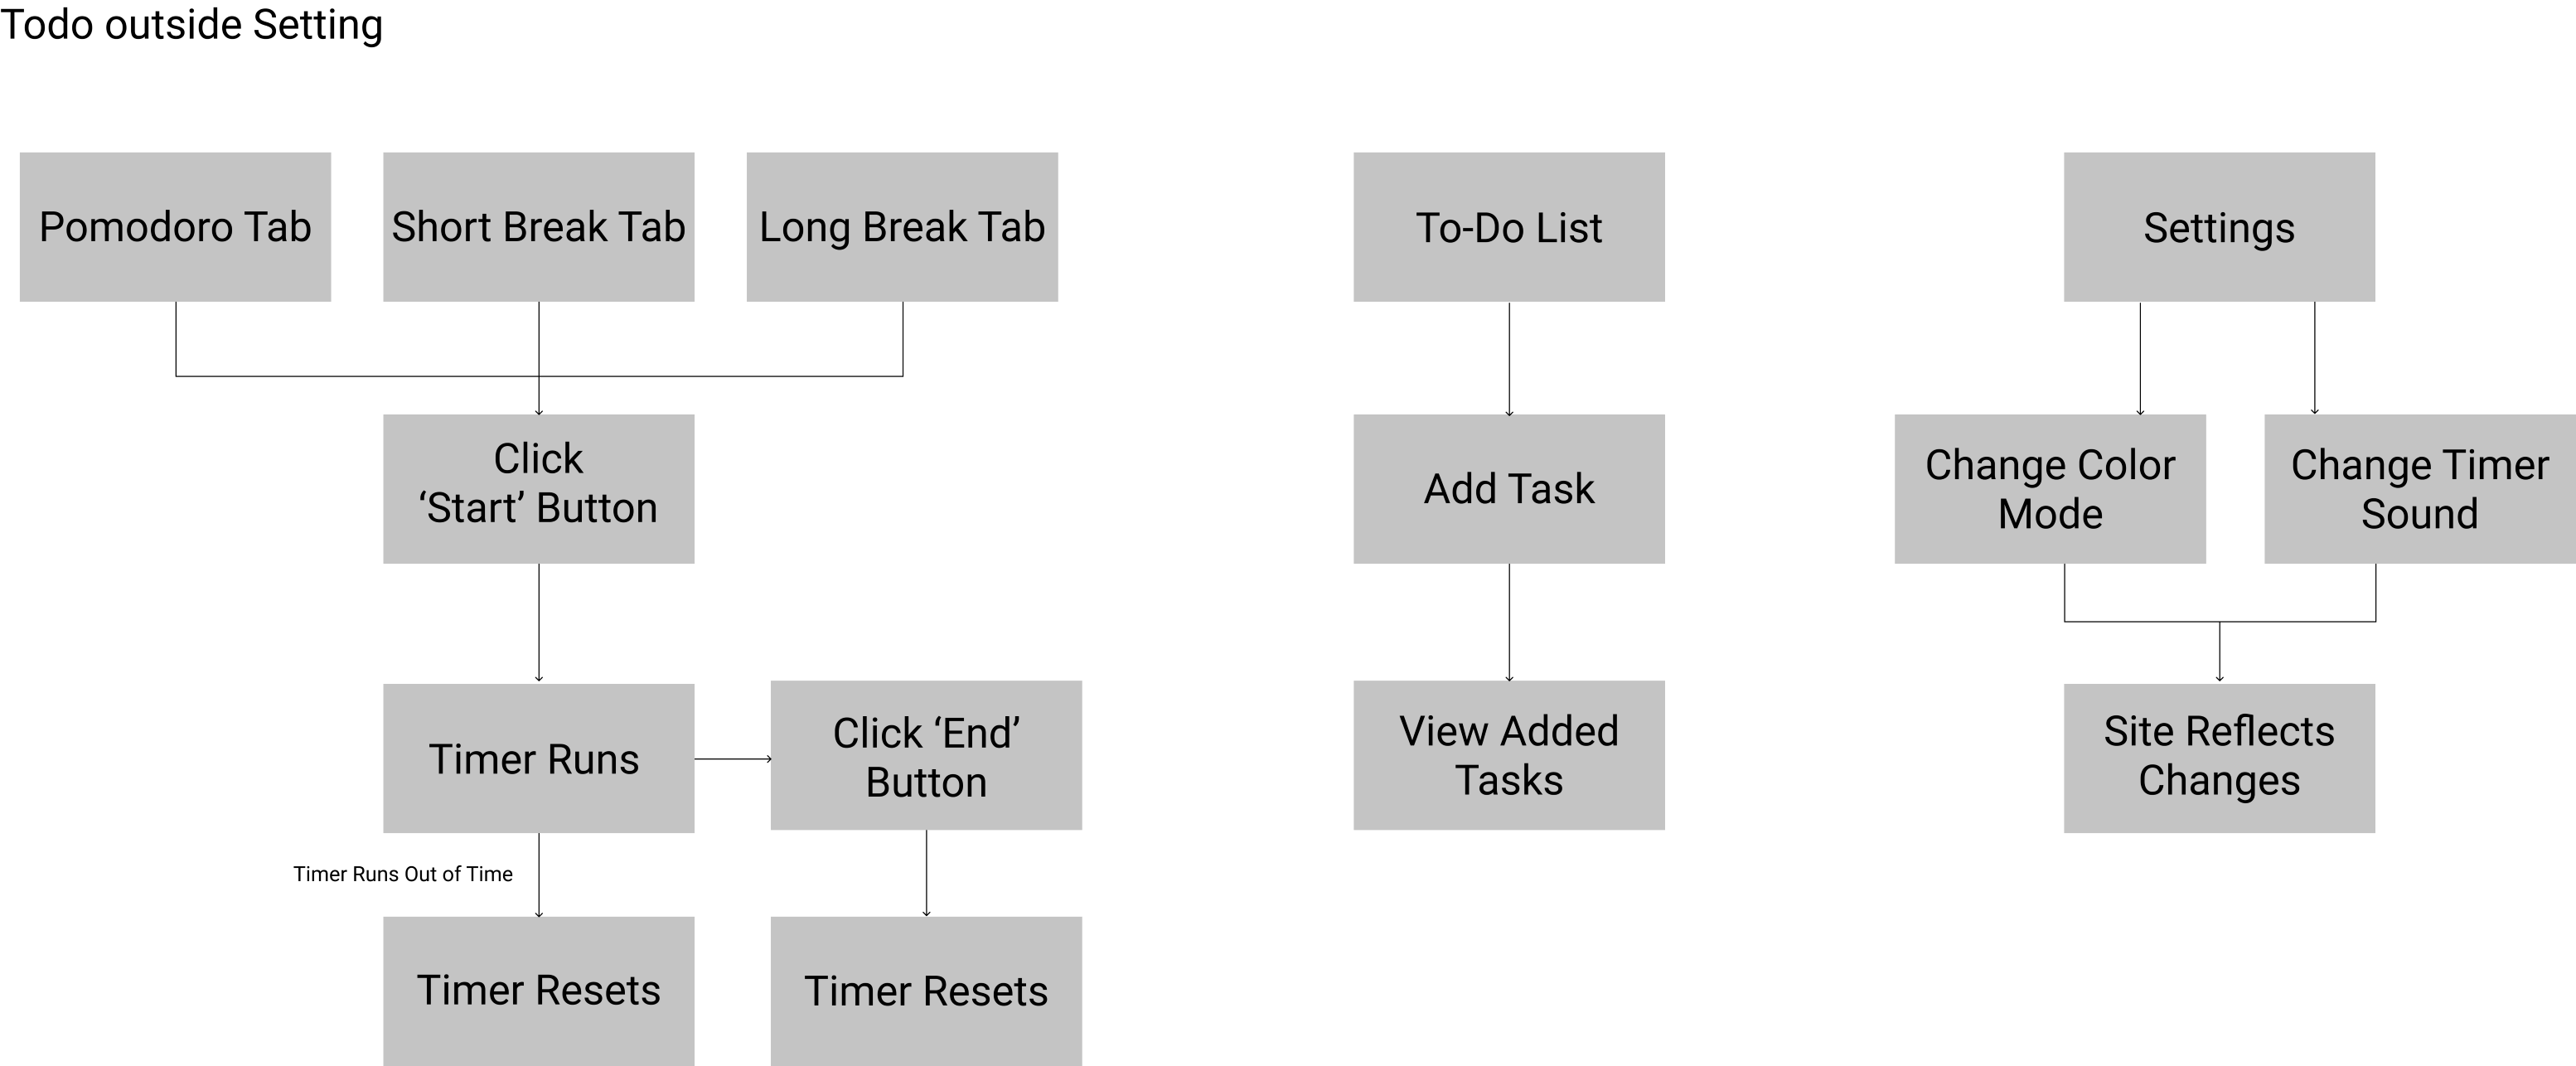 Todo outside Setting
Pomodoro Tab
Short Break Tab
Long Break Tab
To-Do List
Settings
Click
‘Start’ Button
Add Task
Change Color
Mode
Change Timer
Sound
Timer Runs
Click ‘End’
Button
View Added
Tasks
Site Reflects
Changes
Timer Runs Out of Time
Timer Resets
Timer Resets